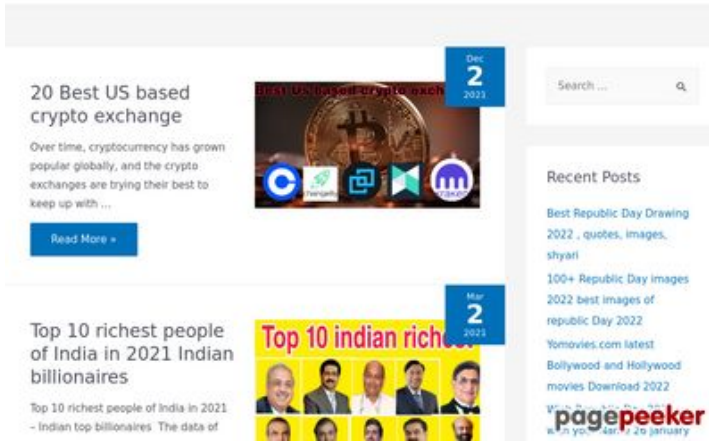 20 Best US based
crypto exchange
Over time, cryptocurrency has grown
popular globally, and the crypto
exchanges are trying their best to
keep up with ...
Read More »
Best Us based crypto exch
changelly
kraken
Dec
2
2021
Top 10 richest people
of India in 2021 Indian
billionaires
Top 10 richest people of India in 2021
– Indian top billionaires The data of
Top 10 indian riche
Mar
2
2021
Search ...
Recent Posts
Best Republic Day Drawing
2022 , quotes, images,
shyari
100+ Republic Day images
2022 best images of
republic Day 2022
Yomovies.com latest
Bollywood and Hollywood
movies Download 2022
26 january
pagepeeker